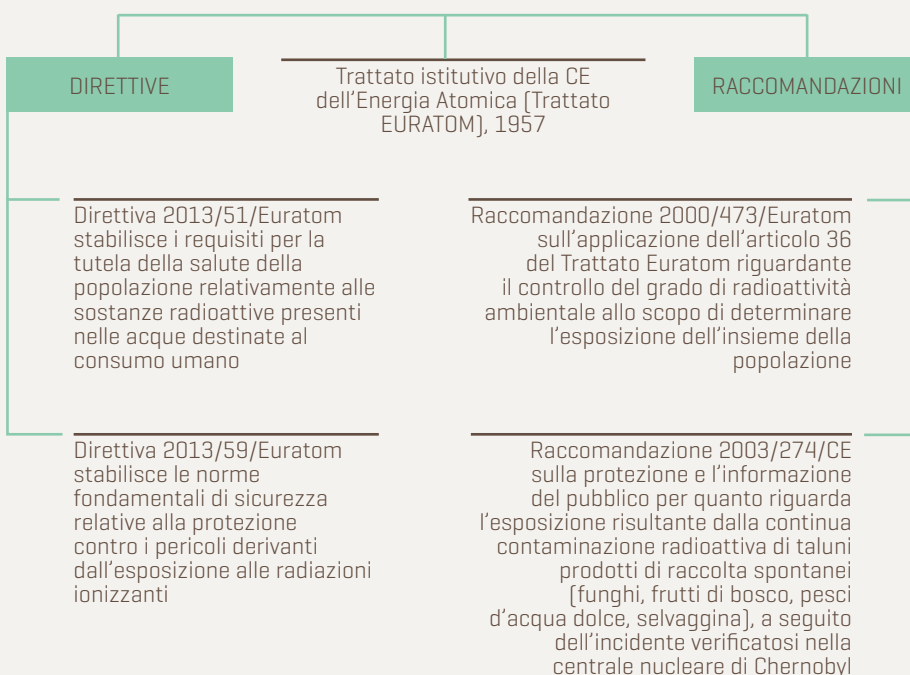 DIRETTIVE
Trattato istitutivo della CE
dell'Energia Atomica (Trattato
EURATOM), 1957
RACCOMANDAZIONI
Direttiva 2013/51/Euratom
stabilisce i requisiti per la
tutela della salute della
popolazione relativamente alle
sostanze radioattive presenti
nelle acque destinate al
consumo umano
Raccomandazione 2000/473/Euratom
sull'applicazione dell'articolo 36
del Trattato Euratom riguardante
il controllo del grado di radioattività
ambientale allo scopo di determinare
l'esposizione dell'insieme della
popolazione
Direttiva 2013/59/Euratom
stabilisce le norme
fondamentali di sicurezza
relative alla protezione
contro i pericoli derivanti
dall'esposizione alle radiazioni
ionizzanti
Raccomandazione 2003/274/CE
sulla protezione e l'informazione
del pubblico per quanto riguarda
l'esposizione risultante dalla continua
contaminazione radioattiva di taluni
prodotti di raccolta spontanei
(funghi, frutti di bosco, pesci
d'acqua dolce, selvaggina), a seguito
dell'incidente verificatosi nella
centrale nucleare di Chernobyl